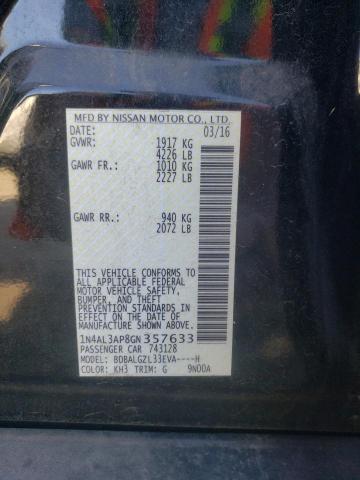 MFD BY NISSAN MOTOR CO., LTD.
DATE: 03/16
GVWR: 1917 KG
4226 LB
GAWR FR.: 1010 KG
2227 LB
GAWR RR.: 940 KG
2072 LB
THIS VEHICLE CONFORMS TO
ALL APPLICABLE FEDERAL
MOTOR VEHICLE SAFETY,
BUMPER, AND THEFT
PREVENTION STANDARDS IN
EFFECT ON THE DATE OF
MANUFACTURE SHOWN ABOVE.
1N4AL3AP8GN357633
PASSENGER CAR 743128
MODEL: BDBALGZL33EVA----H
COLOR: KH3 TRIM: G 9N00A